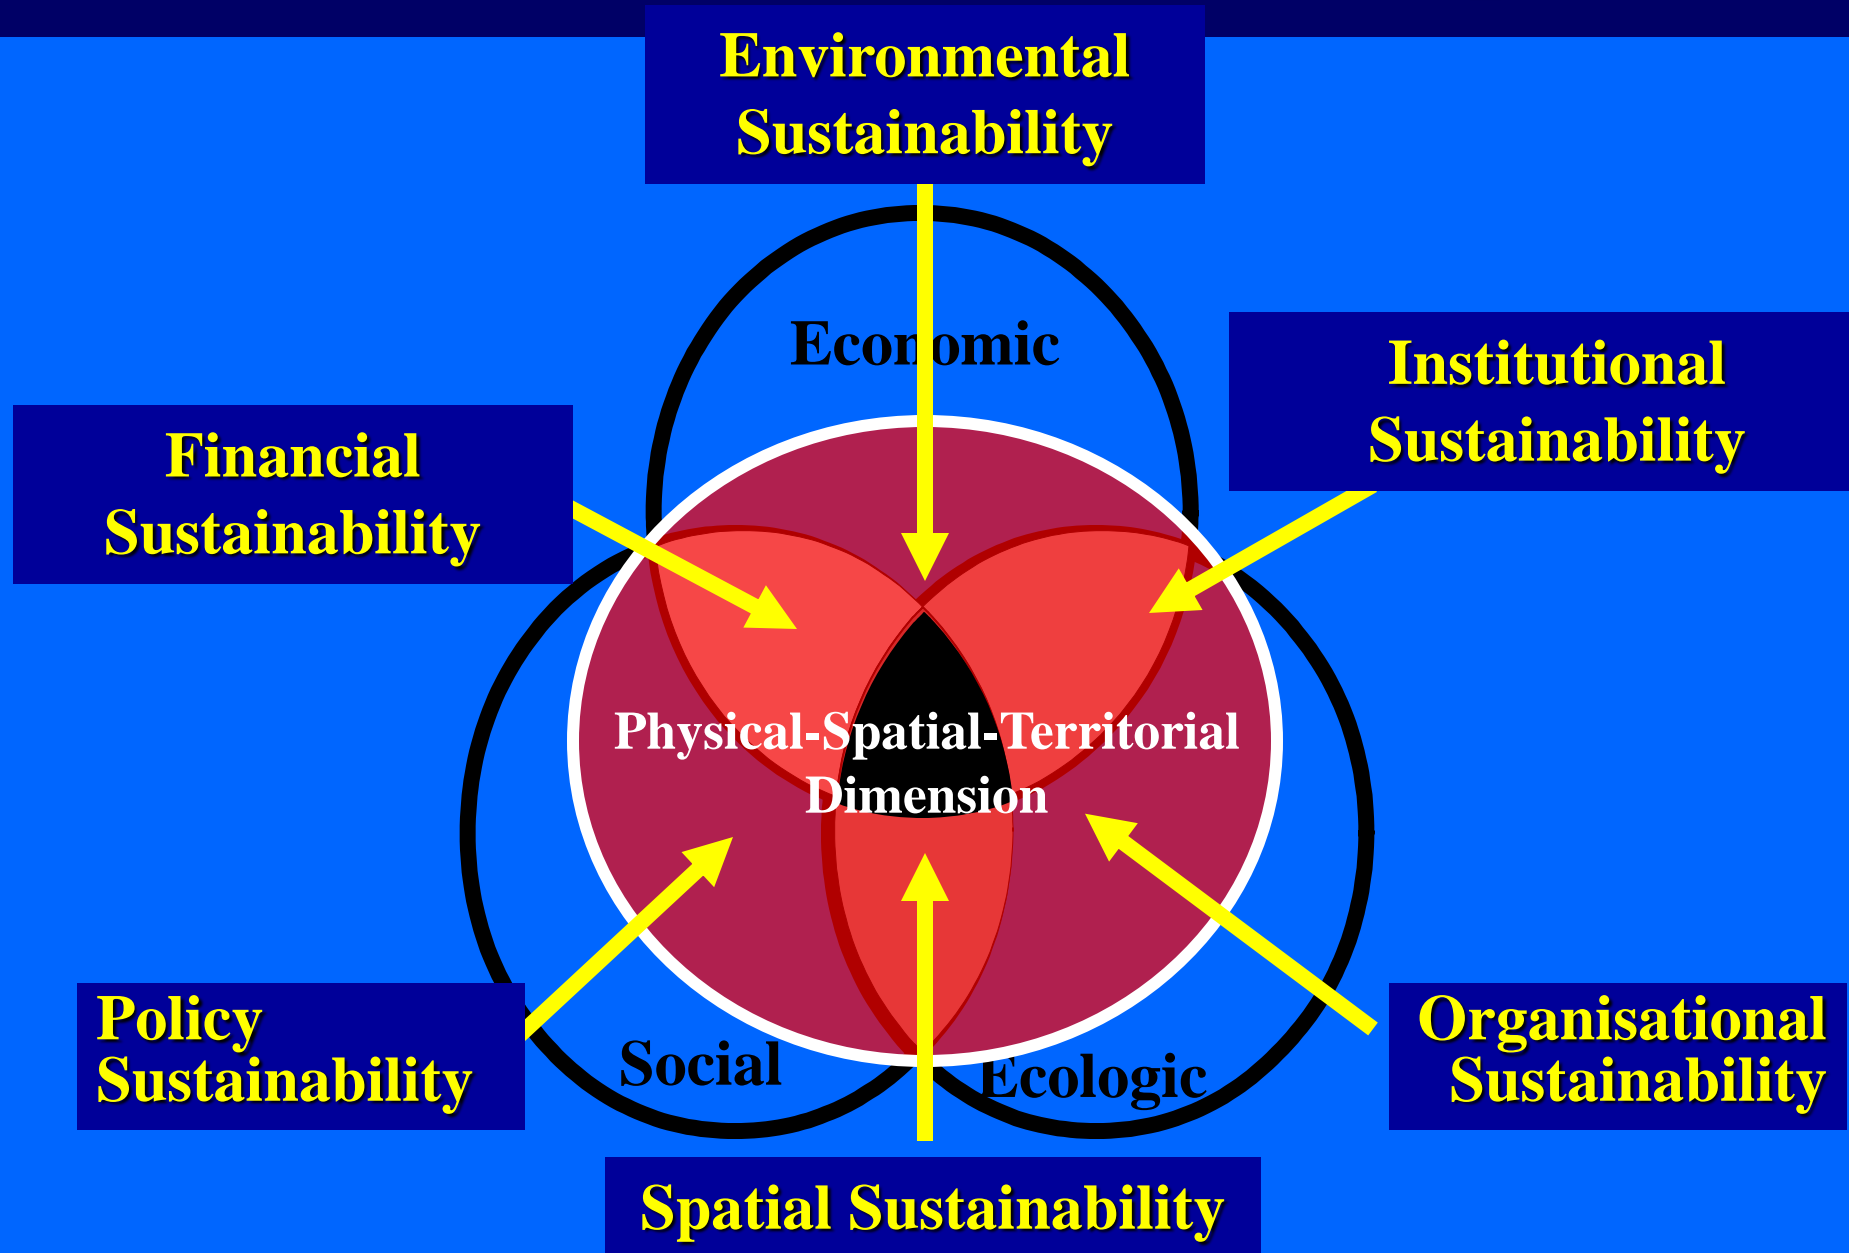 Environmental
Sustainability
Economic
Institutional
Sustainability
Financial
Sustainability
Physical-Spatial-Territorial
Dimension
Policy
Sustainability
Social
Ecologic
Organisational
Sustainability
Spatial Sustainability